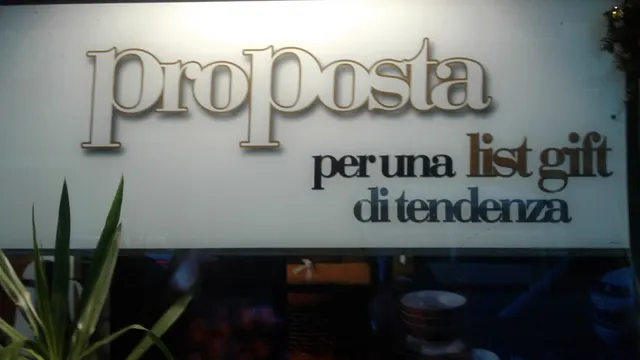 proposta
per una list gift
di tendenza